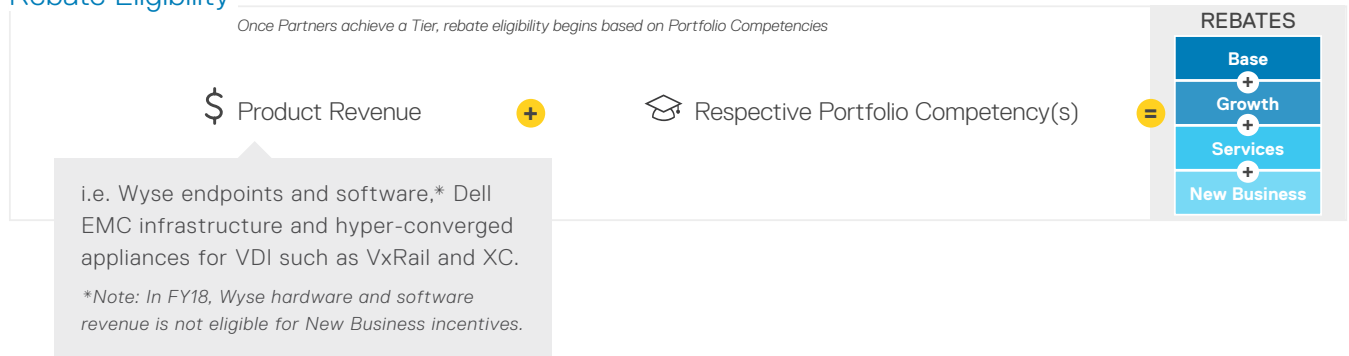 Rebate Eligibility
Once Partners achieve a Tier, rebate eligibility begins based on Portfolio Competencies
REBATES
$ Product Revenue + Respective Portfolio Competency(s) =
Base
+
Growth
+
Services
+
New Business
i.e. Wyse endpoints and software,* Dell
EMC infrastructure and hyper-converged
appliances for VDI such as VxRail and XC.
*Note: In FY18, Wyse hardware and software
revenue is not eligible for New Business incentives.